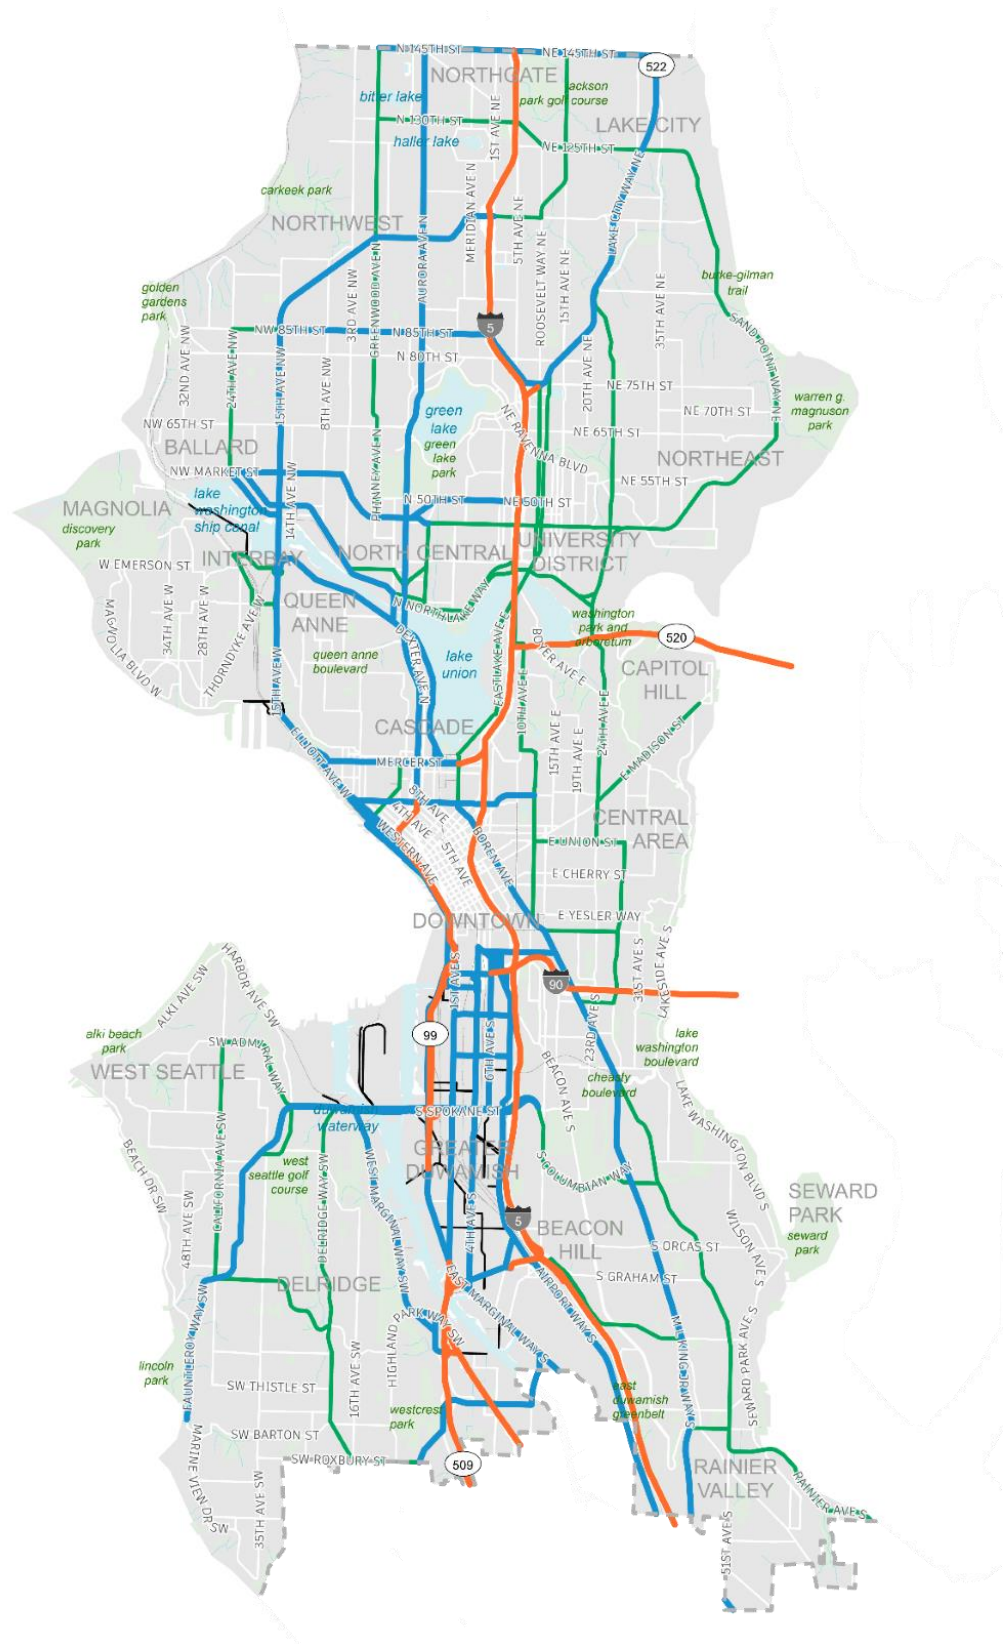 N 145TH ST
NE 145TH ST
522
NORTHGATE
jackson
park golf course
bitter lake
1ST AVE NE
N 130TH ST
LAKE CITY
haller lake
NE 125TH ST
MERIDIAN AVE N
LAKE CITY WAY NE
carkeek park
NORTHWEST
5TH AVE NE
AURORA AVE N
3RD AVE NW
GREENWOOD AVE N
ROOSEVELT WAY NE
15TH AVE NE
35TH AVE NE
burke-gilman
trail
golden
gardens
park
5
NW 85TH ST
N 85TH ST
SAND POINT WAY NE
32ND AVE NW
24TH AVE NW
15TH AVE NW
8TH AVE NW
N 80TH ST
20TH AVE NE
NE 75TH ST
green
lake
green
lake
park
NE 70TH ST
warren g.
magnuson
park
NW 65TH ST
NE RAVENNA BLVD
NE 65TH ST
BALLARD
PHINNEY AVE N
NORTHEAST
NW MARKET ST
14TH AVE NW
NE 55TH ST
lake
washington
ship canal
N 50TH ST
NE 50TH ST
MAGNOLIA
discovery
park
INTERBAY
NORTH CENTRAL
UNIVERSITY
DISTRICT
W EMERSON ST
MAGNOLIA BLVD W
34TH AVE W
28TH AVE W
THORNDYKE AVE W
QUEEN
ANNE
N NORTHLAKE WAY
washington
park and
arboretum
520
DEXTER AVE N
EASTLAKE AVE E
BOYER AVE E
queen anne
boulevard
lake
union
CAPITOL
HILL
15TH AVE W
10TH AVE E
24TH AVE E
15TH AVE E
19TH AVE E
CASCADE
ELLIOTT AVE W
E MADISON ST
MERCER ST
8TH AVE
4TH AVE
WESTERN AVE
5TH AVE
BOREN AVE
CENTRAL
AREA
E UNION ST
E CHERRY ST
DOWNTOWN
E YESLER WAY
HARBOR AVE SW
ALKI AVE SW
1ST AVE S
31ST AVE S
LAKESIDE AVE S
90
alki beach
park
SW ADMIRAL WAY
99
6TH AVE S
23RD AVE S
lake
washington
boulevard
WEST SEATTLE
BEACON AVE S
cheasty
boulevard
LAKE WASHINGTON BLVD S
duwamish
waterway
S SPOKANE ST
CALIFORNIA AVE SW
BEACH DR SW
west
seattle golf
course
DELRIDGE WAY SW
WEST MARGINAL WAY SW
GREATER
DUWAMISH
S COLUMBIAN WAY
SEWARD
PARK
seward
park
48TH AVE SW
4TH AVE S
5
BEACON
HILL
WILSON AVE S
S ORCAS ST
DELRIDGE
S GRAHAM ST
EAST MARGINAL WAY S
AIRPORT WAY S
FAUNTLEROY WAY SW
HIGHLAND PARK WAY SW
M L KING JR WAY S
SEWARD PARK AVE S
lincoln
park
16TH AVE SW
SW THISTLE ST
east
duwamish
greenbelt
westcrest
park
SW BARTON ST
MARINE VIEW DR SW
SW ROXBURY ST
509
35TH AVE SW
RAINIER
VALLEY
RAINIER AVE S
51ST AVE S